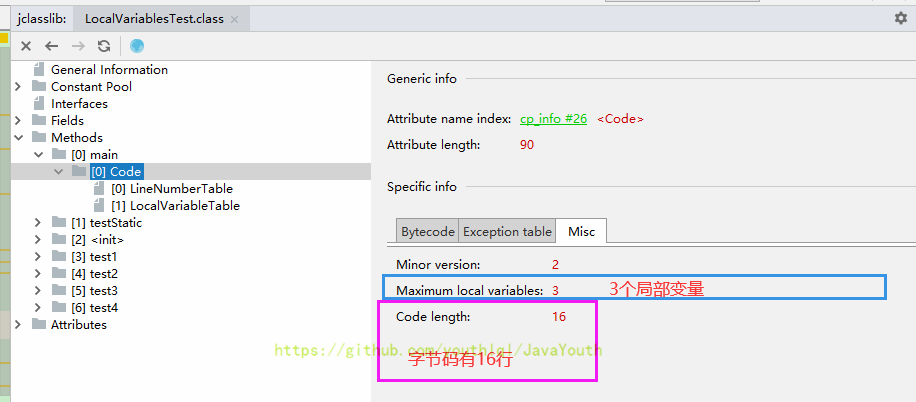 jclasslib: LocalVariablesTest.class
General Information
Constant Pool
Interfaces
Fields
Methods
[0] main
[0] Code
[0] LineNumberTable
[1] LocalVariableTable
[1] testStatic
[2] <init>
[3] test1
[4] test2
[5] test3
[6] test4
Attributes
Generic info
Attribute name index: cp_info #26 <Code>
Attribute length: 90
Specific info
Bytecode Exception table Misc
Minor version: 2
Maximum local variables: 3 3个局部变量
Code length: 16
https://github.com/youthlql/JavaYouth
字节码有16行